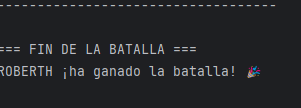 ----------------------------------
=== FIN DE LA BATALLA ===
ROBERTH ¡ha ganado la batalla! 🎉